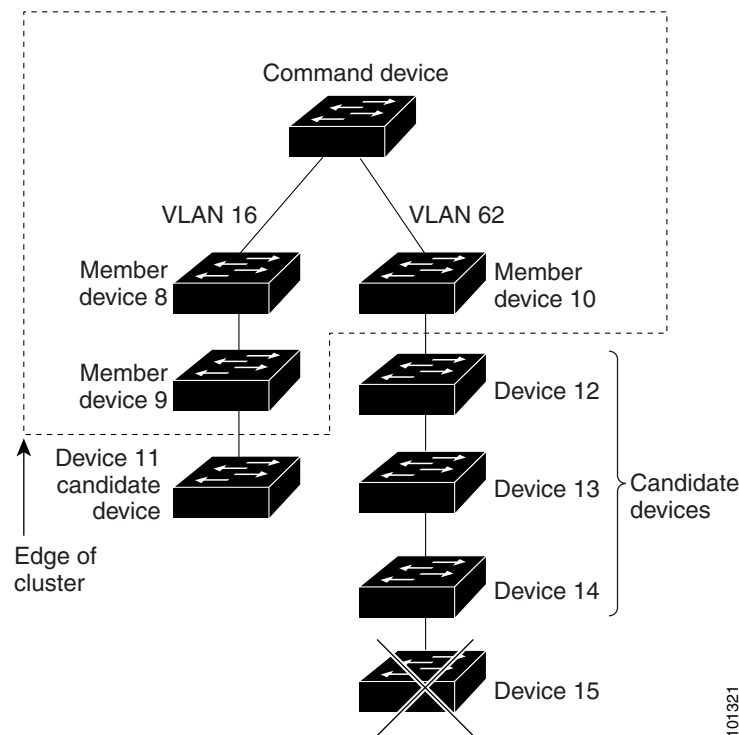 Command device
VLAN 16
VLAN 62
Member
device 8
Member
device 10
Member
device 9
Device 12
Device 11
candidate
device
Device 13
Candidate
devices
Edge of
cluster
Device 14
Device 15
101321